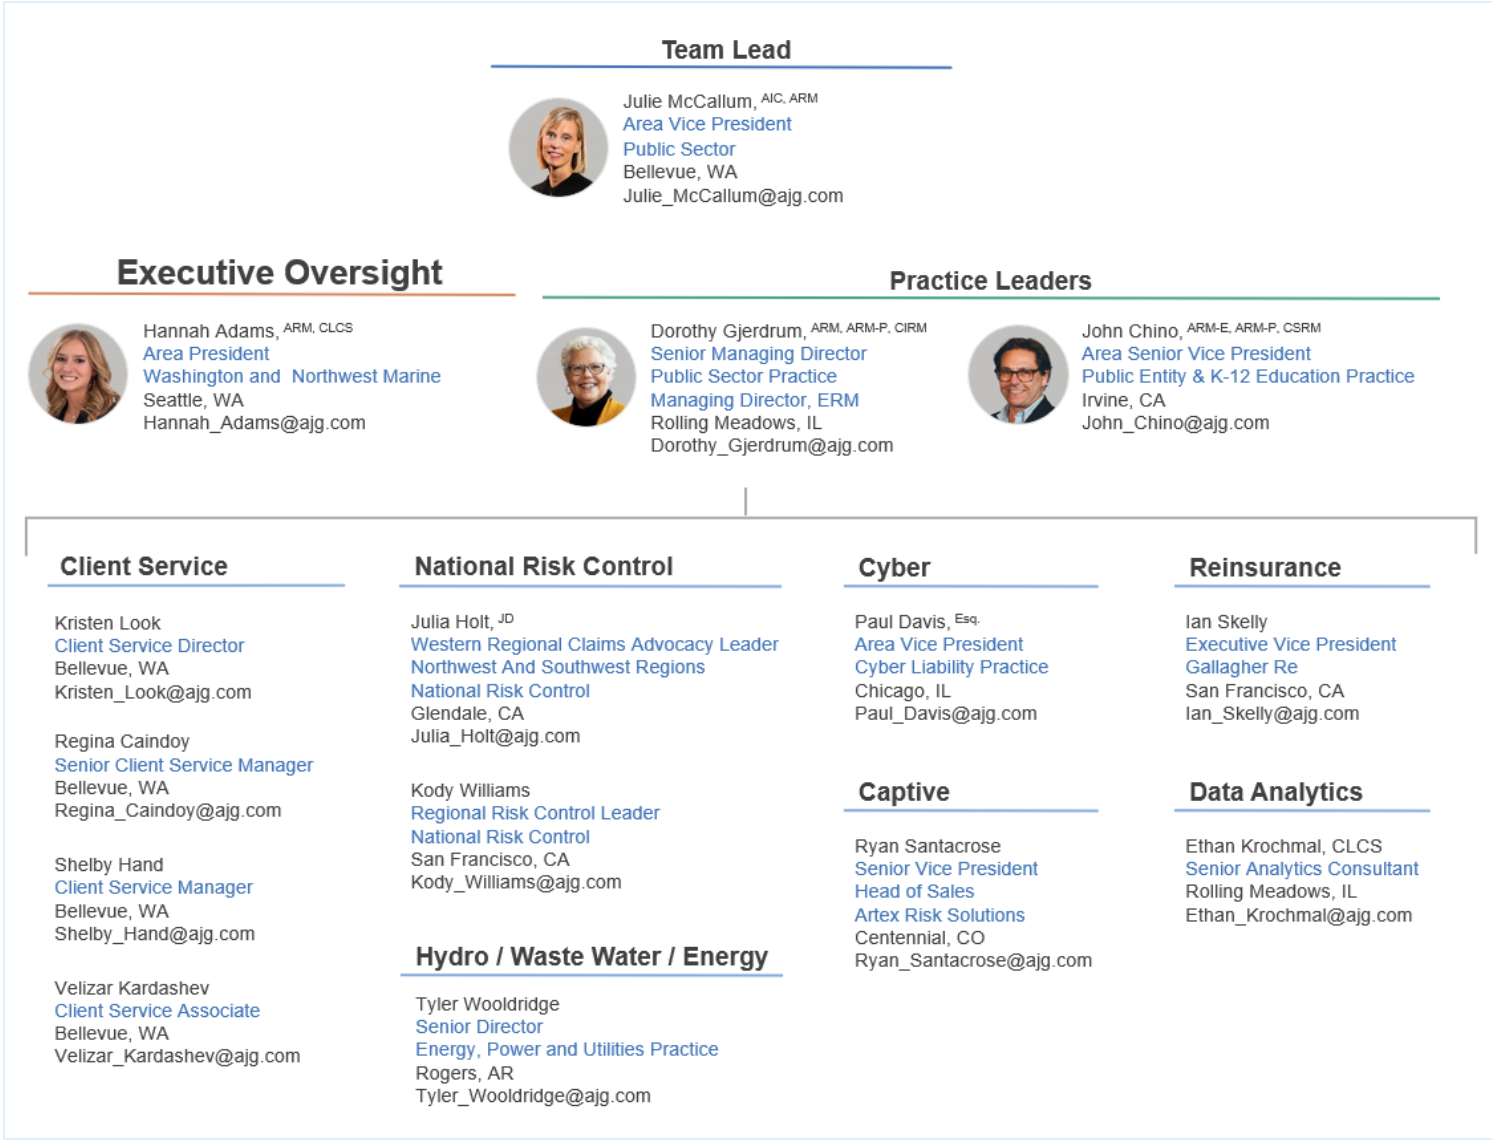 Team Lead
Julie McCallum, AIC, ARM
Area Vice President
Public Sector
Bellevue, WA
Julie_McCallum@ajg.com
Executive Oversight
Hannah Adams, ARM, CLCS
Area President
Washington and Northwest Marine
Seattle, WA
Hannah_Adams@ajg.com
Practice Leaders
Dorothy Gjerdrum, ARM, ARM-P, CIRM
Senior Managing Director
Public Sector Practice
Managing Director, ERM
Rolling Meadows, IL
Dorothy_Gjerdrum@ajg.com
John Chino, ARM-E, ARM-P, CSRM
Area Senior Vice President
Public Entity & K-12 Education Practice
Irvine, CA
John_Chino@ajg.com
Client Service
Kristen Look
Client Service Director
Bellevue, WA
Kristen_Look@ajg.com
Regina Caindoy
Senior Client Service Manager
Bellevue, WA
Regina_Caindoy@ajg.com
Shelby Hand
Client Service Manager
Bellevue, WA
Shelby_Hand@ajg.com
Velizar Kardashev
Client Service Associate
Bellevue, WA
Velizar_Kardashev@ajg.com
National Risk Control
Julia Holt, JD
Western Regional Claims Advocacy Leader
Northwest And Southwest Regions
National Risk Control
Glendale, CA
Julia_Holt@ajg.com
Kody Williams
Regional Risk Control Leader
National Risk Control
San Francisco, CA
Kody_Williams@ajg.com
Hydro / Waste Water / Energy
Tyler Wooldridge
Senior Director
Energy, Power and Utilities Practice
Rogers, AR
Tyler_Wooldridge@ajg.com
Cyber
Paul Davis, Esq.
Area Vice President
Cyber Liability Practice
Chicago, IL
Paul_Davis@ajg.com
Captive
Ryan Santacrose
Senior Vice President
Head of Sales
Artex Risk Solutions
Centennial, CO
Ryan_Santacrose@ajg.com
Reinsurance
Ian Skelly
Executive Vice President
Gallagher Re
San Francisco, CA
Ian_Skelly@ajg.com
Data Analytics
Ethan Krochmal, CLCS
Senior Analytics Consultant
Rolling Meadows, IL
Ethan_Krochmal@ajg.com